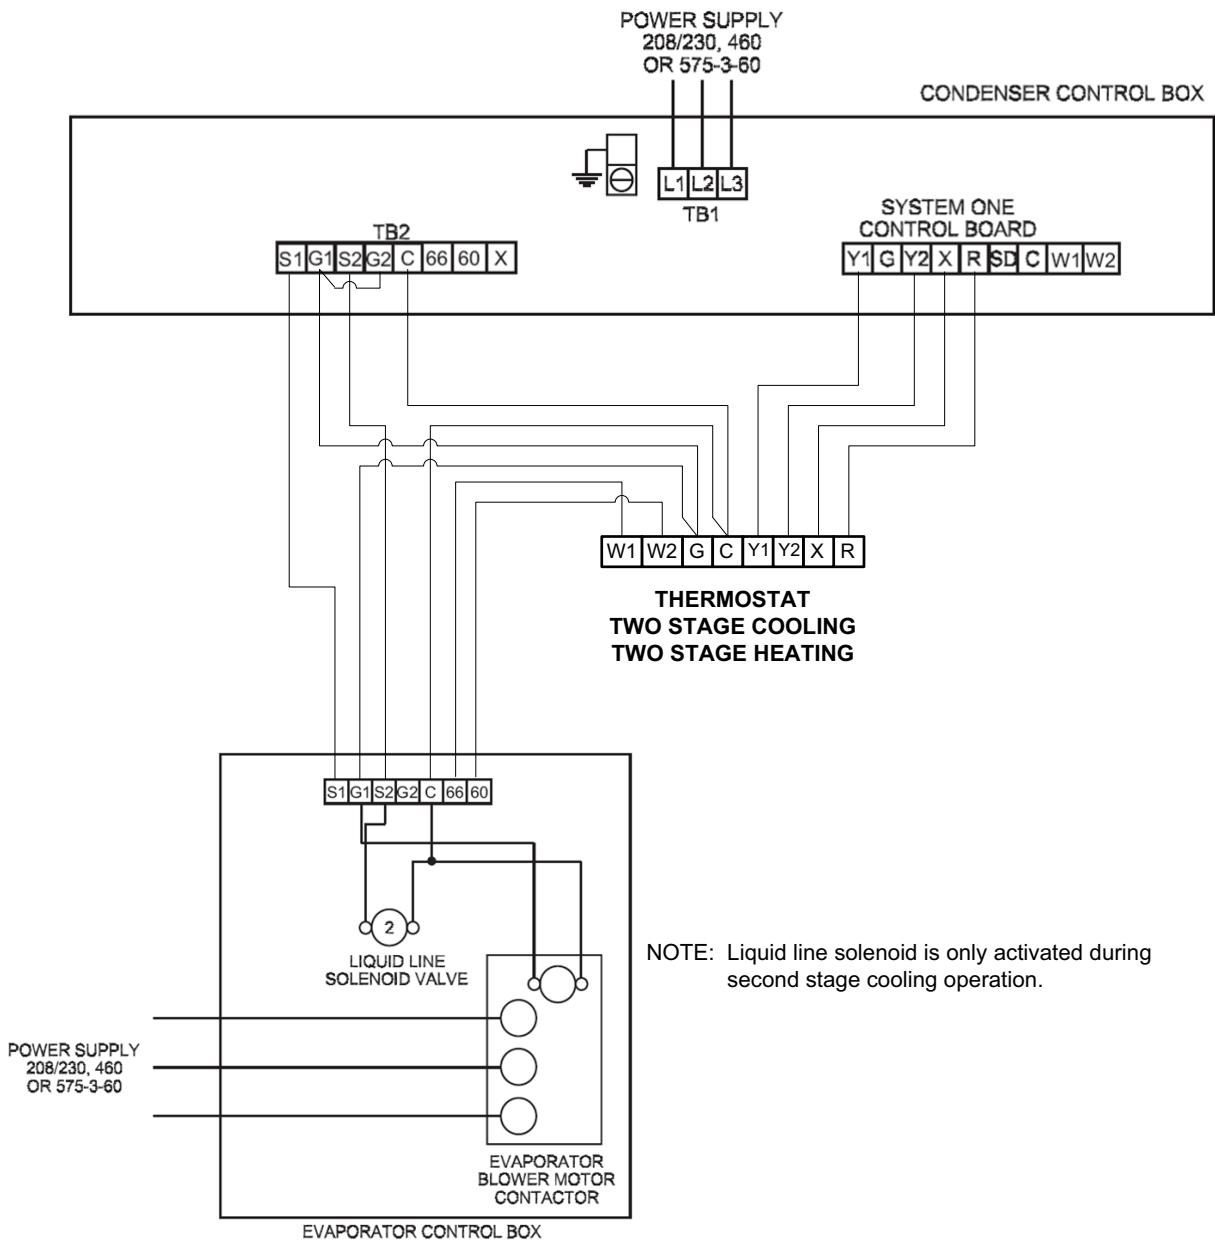 POWER SUPPLY
208/230, 460
OR 575-3-60
CONDENSER CONTROL BOX
L1 L2 L3
TB1
SYSTEM ONE
CONTROL BOARD
TB2
S1 G1 S2 G2 C 66 60 X
Y1 G Y2 X R SD C W1 W2
W1 W2 G C Y1 Y2 X R
THERMOSTAT
TWO STAGE COOLING
TWO STAGE HEATING
S1 G1 S2 G2 C 66 60
2
LIQUID LINE
SOLENOID VALVE
NOTE: Liquid line solenoid is only activated during
second stage cooling operation.
POWER SUPPLY
208/230, 460
OR 575-3-60
EVAPORATOR
BLOWER MOTOR
CONTACTOR
EVAPORATOR CONTROL BOX